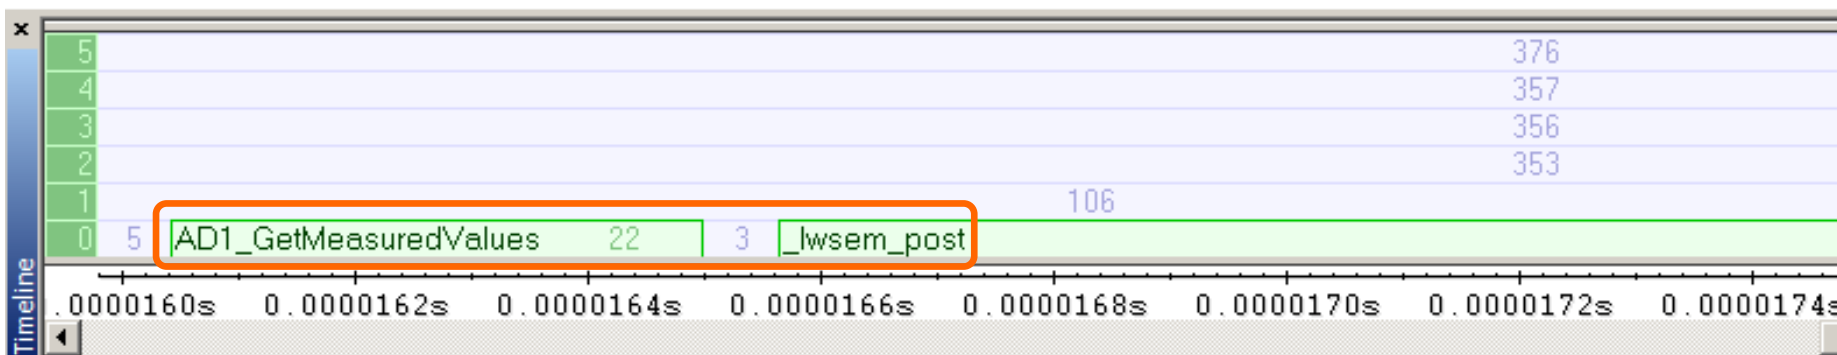 5 376
4 357
3 356
2 353
1 106
0 5 AD1_GetMeasuredValues 22 3 _lwsem_post
.0000160s 0.0000162s 0.0000164s 0.0000166s 0.0000168s 0.0000170s 0.0000172s 0.0000174s
Timeline